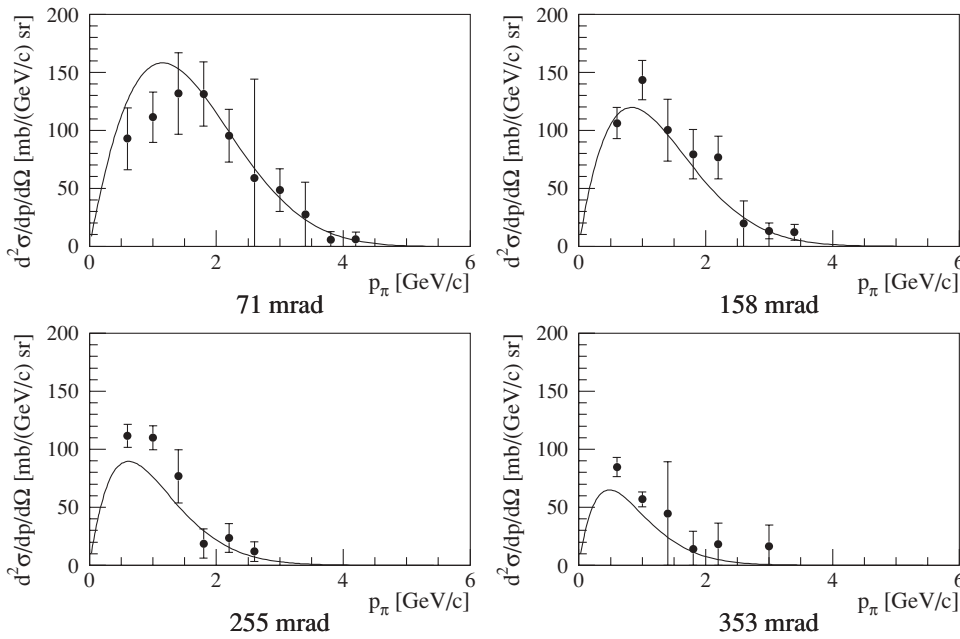 d²σ/dp/dΩ [mb/(GeV/c) sr]
200
150
100
50
0
0 2 4 6
p_π [GeV/c]
71 mrad
d²σ/dp/dΩ [mb/(GeV/c) sr]
200
150
100
50
0
0 2 4 6
p_π [GeV/c]
158 mrad
d²σ/dp/dΩ [mb/(GeV/c) sr]
200
150
100
50
0
0 2 4 6
p_π [GeV/c]
255 mrad
d²σ/dp/dΩ [mb/(GeV/c) sr]
200
150
100
50
0
0 2 4 6
p_π [GeV/c]
353 mrad